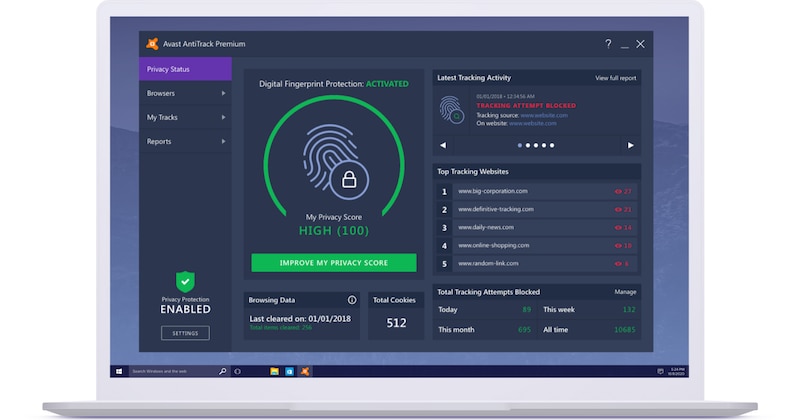 Avast AntiTrack Premium
?
Privacy Status
Browsers
My Tracks
Reports
Privacy Protection
ENABLED
SETTINGS
Digital Fingerprint Protection: ACTIVATED
My Privacy Score
HIGH (100)
IMPROVE MY PRIVACY SCORE
Browsing Data
Last cleared on: 01/01/2018
Total items cleared: 256
Total Cookies
512
Latest Tracking Activity View full report
01/01/2018 • 12:34:56 AM
TRACKING ATTEMPT BLOCKED
Tracking source: www.website.com
On website: www.website.com
Top Tracking Websites
1 www.big-corporation.com 27
2 www.definitive-tracking.com 21
3 www.daily-news.com 14
4 www.online-shopping.com 10
5 www.random-link.com
Total Tracking Attempts Blocked Manage
Today 89 This week 132
This month 695 All time 10685
Search Windows and the web
5:24 PM